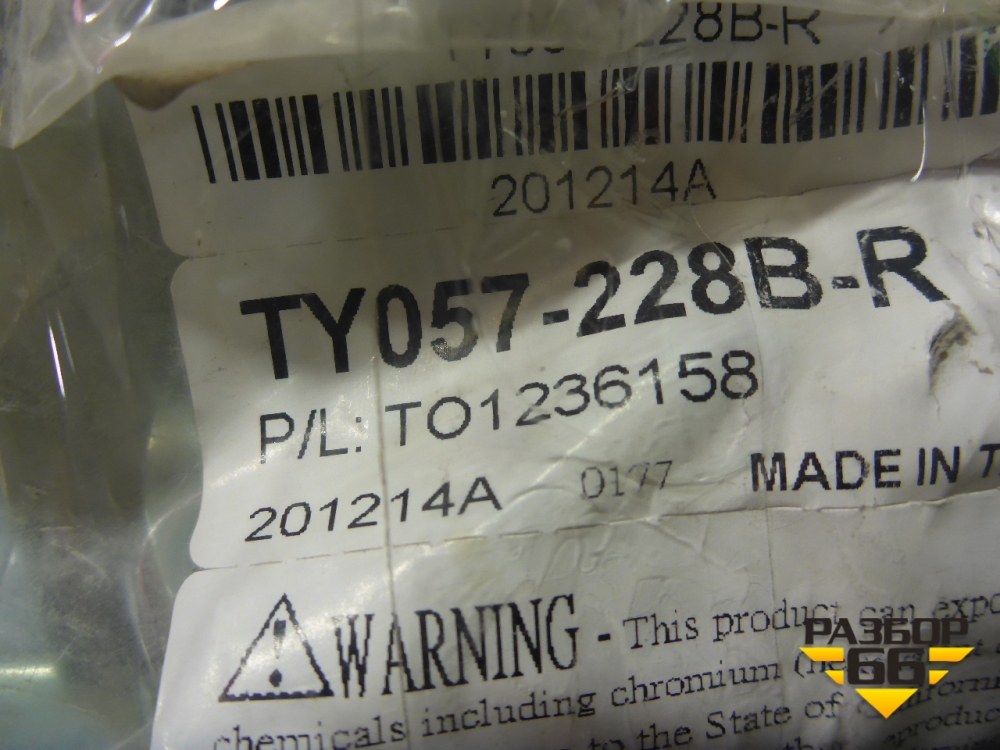 228B-R
201214A
TY057-228B-R
P/L: TO1236158
201214A 0177 MADE IN
WARNING - This product can
chemicals including chromium
to the State of
РАЗБОР
66